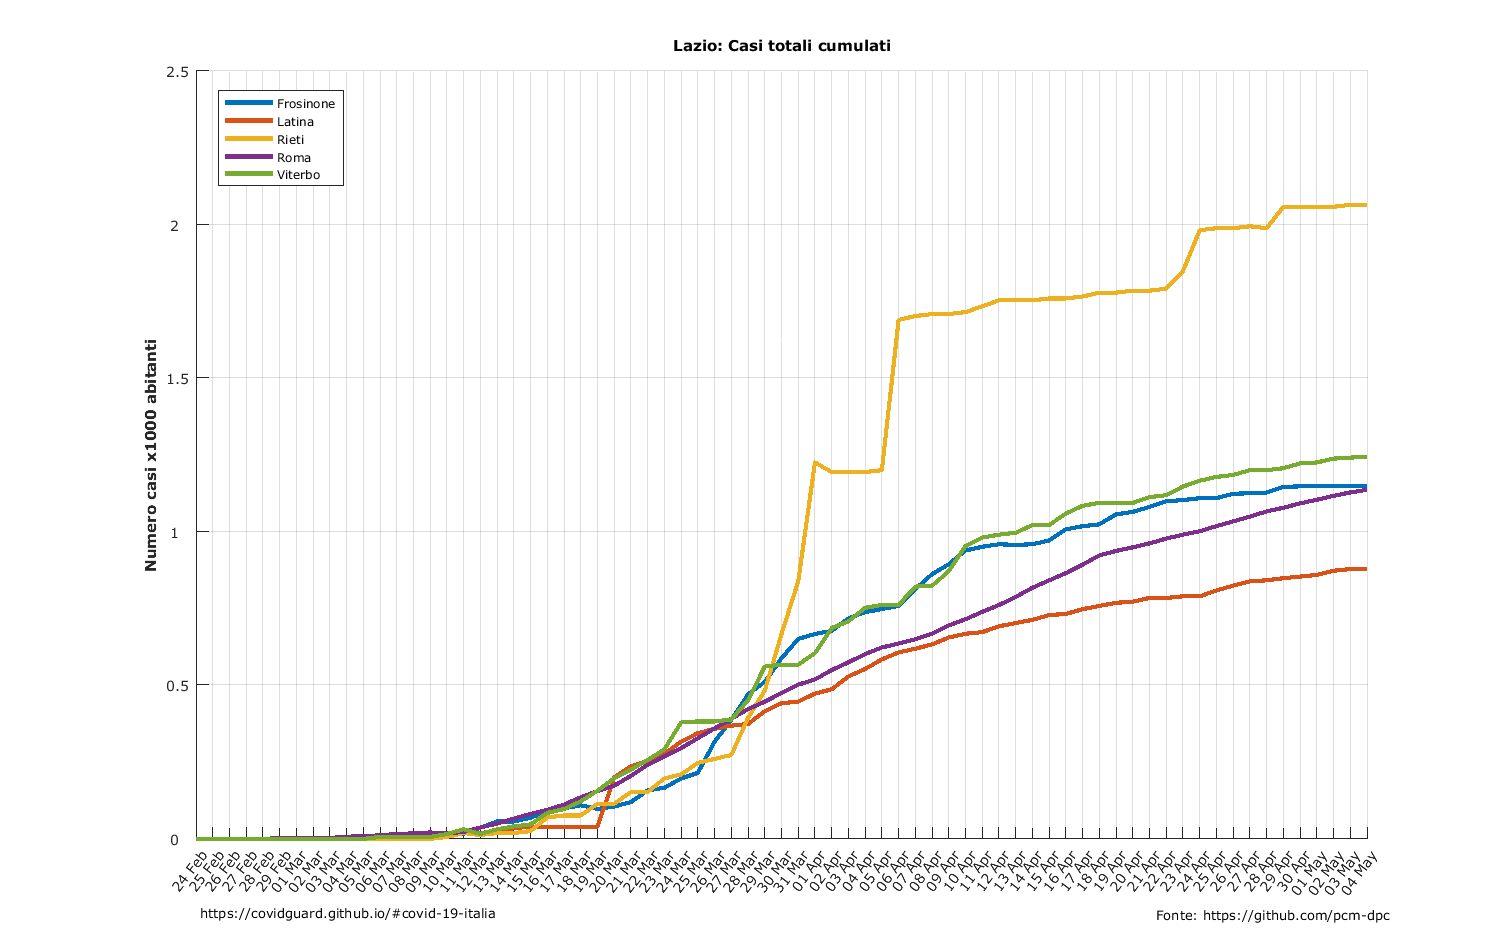 Lazio: Casi totali cumulati
Numero casi x1000 abitanti
2.5
2
1.5
1
0.5
0
Frosinone
Latina
Rieti
Roma
Viterbo
24 Feb
25 Feb
26 Feb
27 Feb
28 Feb
29 Feb
01 Mar
02 Mar
03 Mar
04 Mar
05 Mar
06 Mar
07 Mar
08 Mar
09 Mar
10 Mar
11 Mar
12 Mar
13 Mar
14 Mar
15 Mar
16 Mar
17 Mar
18 Mar
19 Mar
20 Mar
21 Mar
22 Mar
23 Mar
24 Mar
25 Mar
26 Mar
27 Mar
28 Mar
29 Mar
30 Mar
31 Mar
01 Apr
02 Apr
03 Apr
04 Apr
05 Apr
06 Apr
07 Apr
08 Apr
09 Apr
10 Apr
11 Apr
12 Apr
13 Apr
14 Apr
15 Apr
16 Apr
17 Apr
18 Apr
19 Apr
20 Apr
21 Apr
22 Apr
23 Apr
24 Apr
25 Apr
26 Apr
27 Apr
28 Apr
29 Apr
30 Apr
01 May
02 May
03 May
04 May
https://covidguard.github.io/#covid-19-italia
Fonte: https://github.com/pcm-dpc